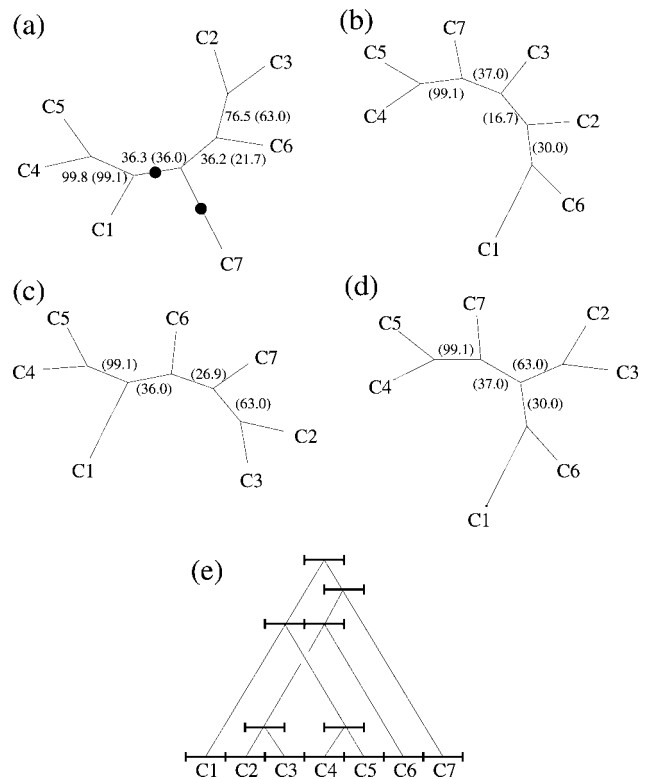 (a)
C2
C3
C5
76.5 (63.0)
C4
36.3 (36.0)
36.2 (21.7)
C6
99.8 (99.1)
C1
C7
(b)
C7
C5
C3
(37.0)
(99.1)
C4
(16.7)
C2
(30.0)
C6
C1
(c)
C5
C6
C4
(99.1)
(26.9)
C7
(36.0)
(63.0)
C2
C1
C3
(d)
C7
C2
C5
(99.1)
(63.0)
C3
C4
(37.0)
(30.0)
C6
C1
(e)
C1 C2 C3 C4 C5 C6 C7